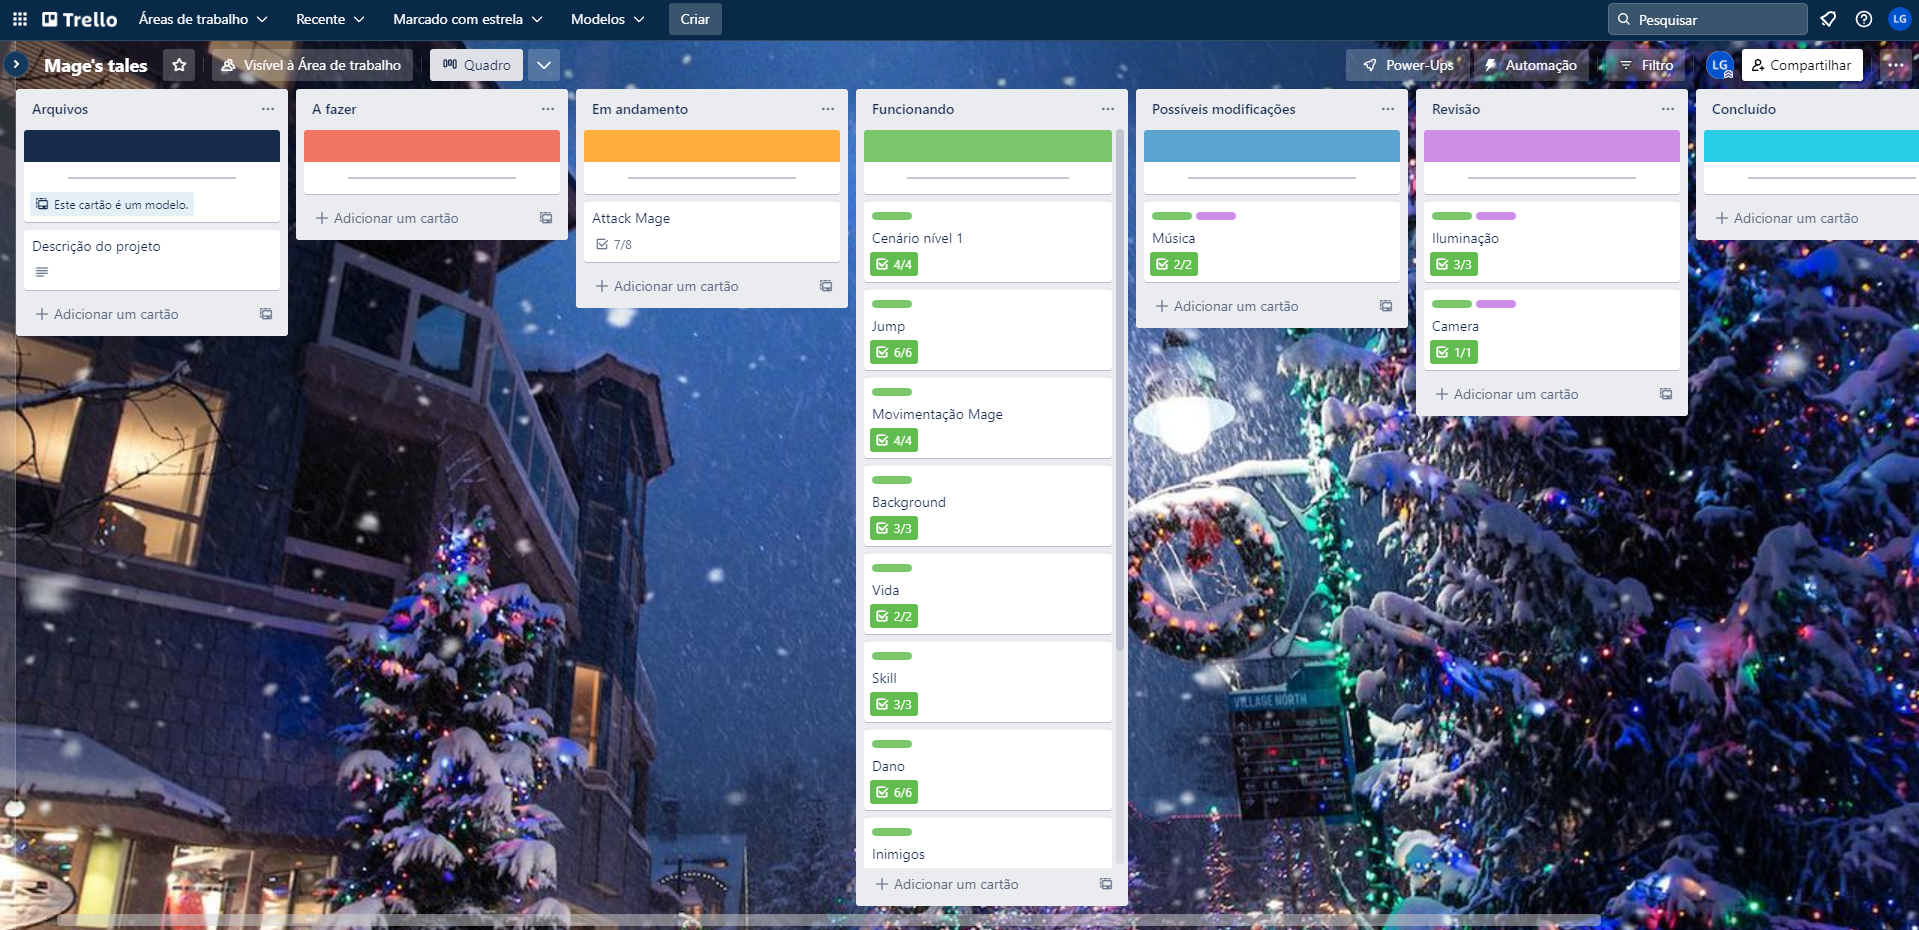 Trello
Áreas de trabalho
Recente
Marcado com estrela
Modelos
Criar
Pesquisar
LG
Mage's tales
Visível à Área de trabalho
Quadro
Power-Ups
Automação
Filtro
LG
Compartilhar
Arquivos
Este cartão é um modelo.
Descrição do projeto
Adicionar um cartão
A fazer
Adicionar um cartão
Em andamento
Attack Mage
7/8
Adicionar um cartão
Funcionando
Cenário nível 1
4/4
Jump
6/6
Movimentação Mage
4/4
Background
3/3
Vida
2/2
Skill
3/3
Dano
6/6
Inimigos
Adicionar um cartão
Possíveis modificações
Música
2/2
Adicionar um cartão
Revisão
Iluminação
3/3
Camera
1/1
Adicionar um cartão
Concluído
Adicionar um cartão
VILLAGE NORTH